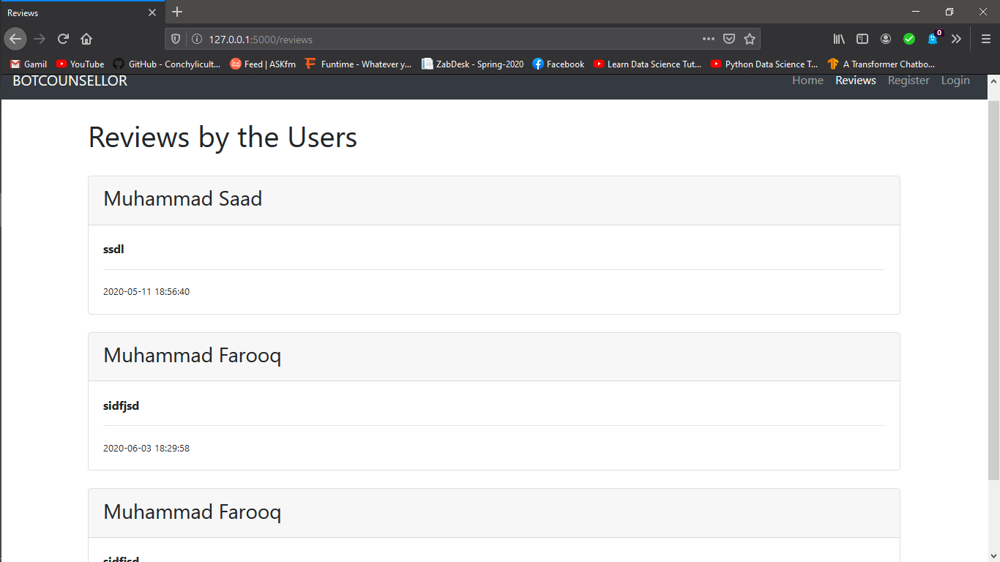 Reviews
127.0.0.1:5000/reviews
0
Gamil YouTube GitHub - Conchylicult... Feed | ASKfm Funtime - Whatever y... ZabDesk - Spring-2020 Facebook Learn Data Science Tut... Python Data Science T... A Transformer Chatbo...
BOTCOUNSELLOR Home Reviews Register Login
Reviews by the Users
Muhammad Saad
ssdl
2020-05-11 18:56:40
Muhammad Farooq
sidfjsd
2020-06-03 18:29:58
Muhammad Farooq
sidfjsd